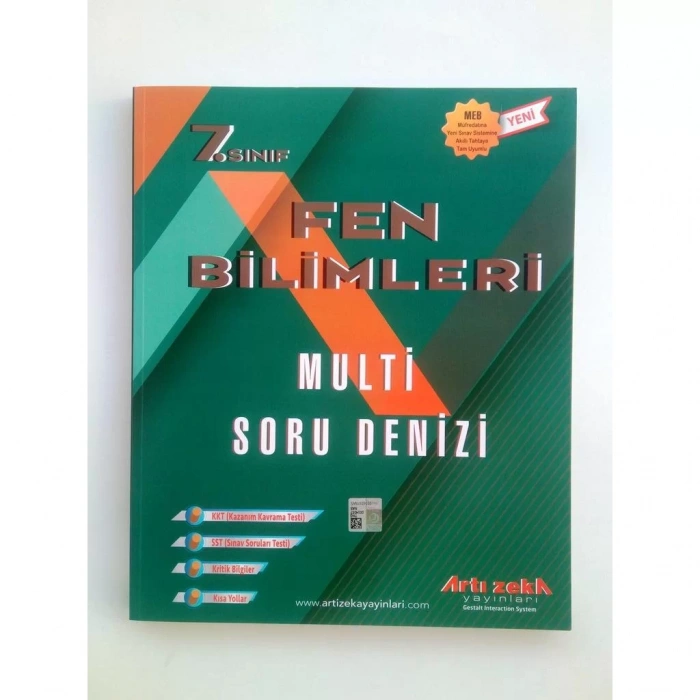 7.SINIF
MEB
Müfredatına
Yeni Sınav Sistemine
Akıllı Tahtaya
Tam Uyumlu
YENİ
FEN
BİLİMLERİ
MULTİ
SORU DENİZİ
KKT (Kazanım Kavrama Testi)
SST (Sınav Soruları Testi)
Kritik Bilgiler
Kısa Yollar
www.artizekayayinlari.com
Artı zekA
yayınları
Gestalt Interaction System